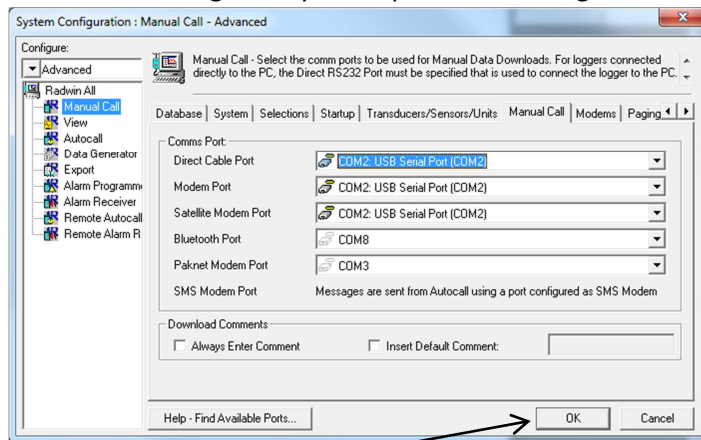 System Configuration : Manual Call - Advanced
Configure:
Advanced
Radwin All
Manual Call
View
Autocall
Data Generator
Export
Alarm Programme
Alarm Receiver
Remote Autocall
Remote Alarm R
Manual Call - Select the comm ports to be used for Manual Data Downloads. For loggers connected
directly to the PC, the Direct RS232 Port must be specified that is used to connect the logger to the PC.
Database System Selections Startup Transducers/Sensors/Units Manual Call Modems Paging
Comms Port:
Direct Cable Port COM2: USB Serial Port (COM2)
Modem Port COM2: USB Serial Port (COM2)
Satellite Modem Port COM2: USB Serial Port (COM2)
Bluetooth Port COM8
Paknet Modem Port COM3
SMS Modem Port Messages are sent from Autocall using a port configured as SMS Modem
Download Comments
Always Enter Comment Insert Default Comment:
Help - Find Available Ports... OK Cancel